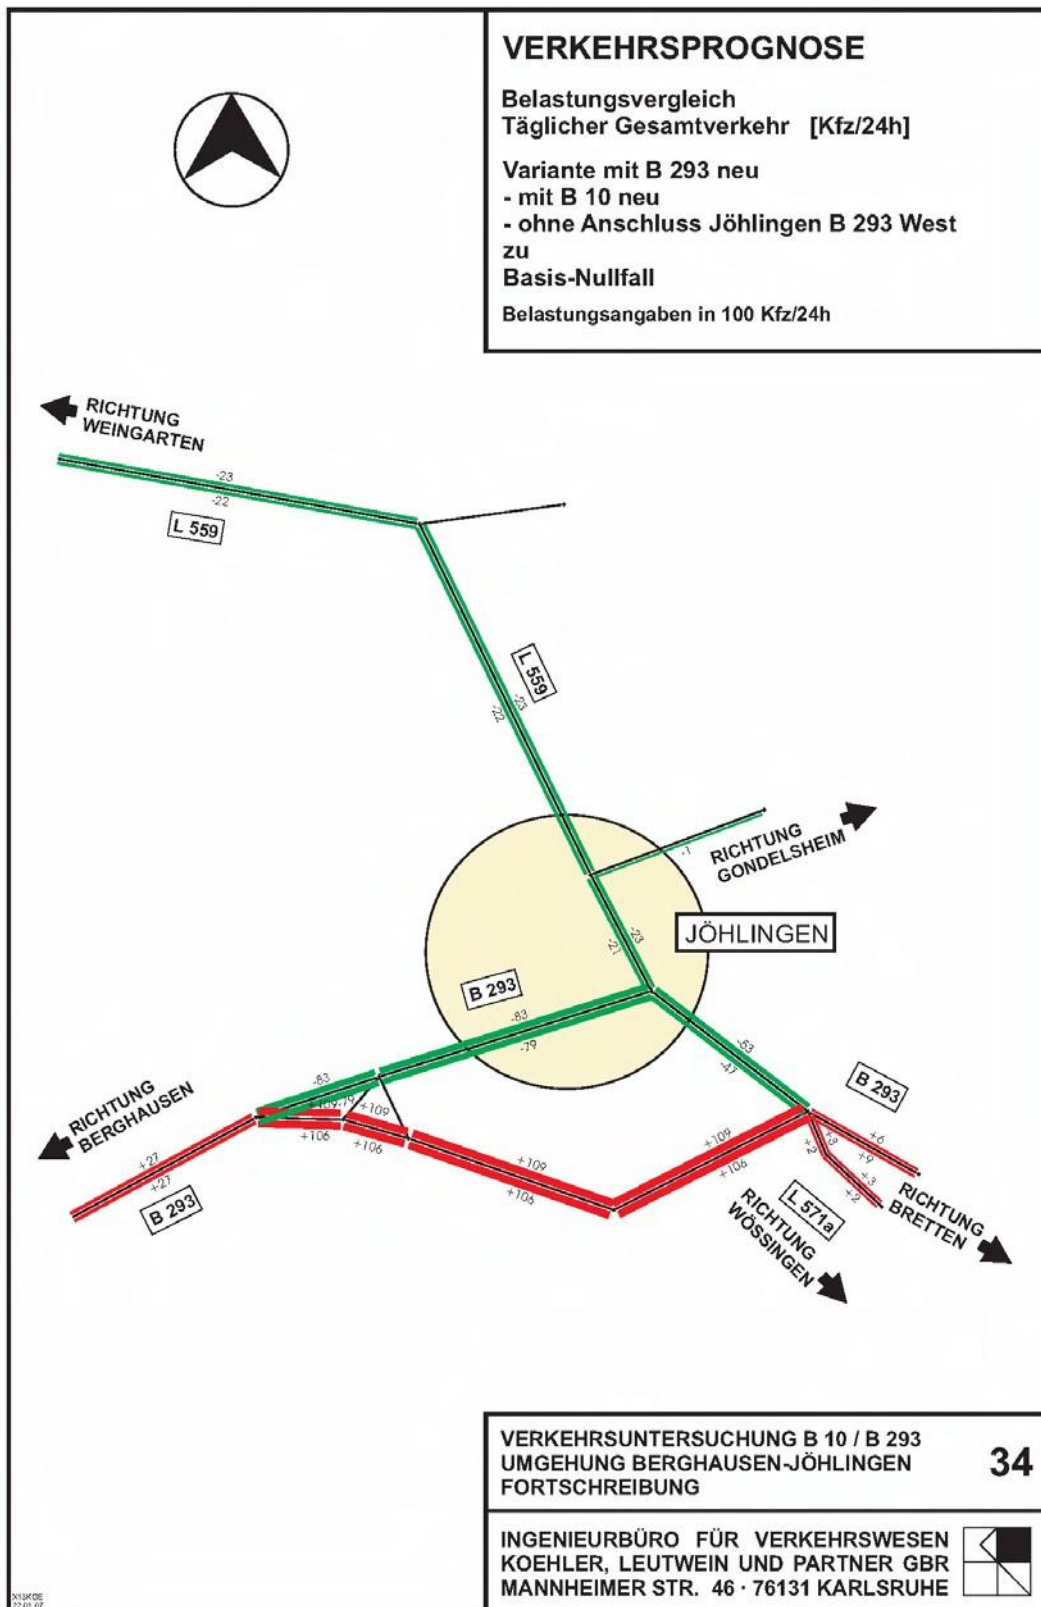 VERKEHRSPROGNOSE
Belastungsvergleich
Täglicher Gesamtverkehr [Kfz/24h]
Variante mit B 293 neu
- mit B 10 neu
- ohne Anschluss Jöhlingen B 293 West
zu
Basis-Nullfall
Belastungsangaben in 100 Kfz/24h
RICHTUNG
WEINGARTEN
-23
-22
L 559
L 559
-23
-22
RICHTUNG
GONDELSHEIM
-1
JÖHLINGEN
-23
-21
B 293
-83
-79
-47
B 293
RICHTUNG
BERGHAUSEN
-83
+109
-79
+109
+106
+106
+27
+27
B 293
+109
+106
+109
+106
+6
+9
+3
+2
+3
+2
L 571a
RICHTUNG
BRETTEN
RICHTUNG
WÖSSINGEN
VERKEHRSUNTERSUCHUNG B 10 / B 293
UMGEHUNG BERGHAUSEN-JÖHLINGEN
FORTSCHREIBUNG
34
INGENIEURBÜRO FÜR VERKEHRSWESEN
KOEHLER, LEUTWEIN UND PARTNER GBR
MANNHEIMER STR. 46 · 76131 KARLSRUHE